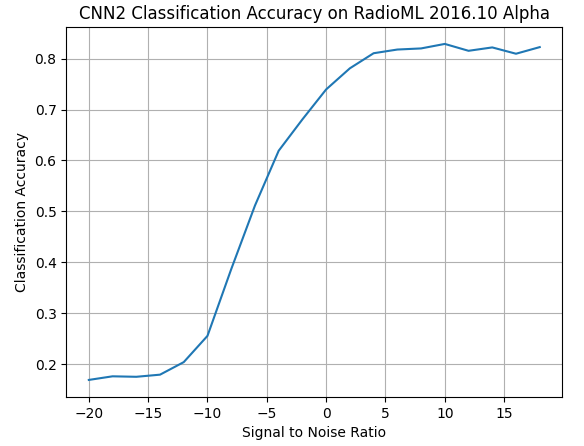 CNN2 Classification Accuracy on RadioML 2016.10 Alpha
0.8
0.7
0.6
0.5
0.4
0.3
0.2
Classification Accuracy
−20 −15 −10 −5 0 5 10 15
Signal to Noise Ratio